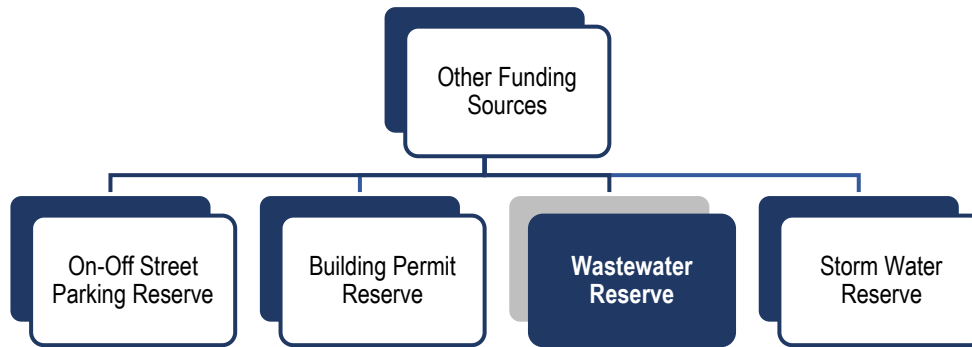 Other Funding
Sources
On-Off Street
Parking Reserve
Building Permit
Reserve
Wastewater
Reserve
Storm Water
Reserve